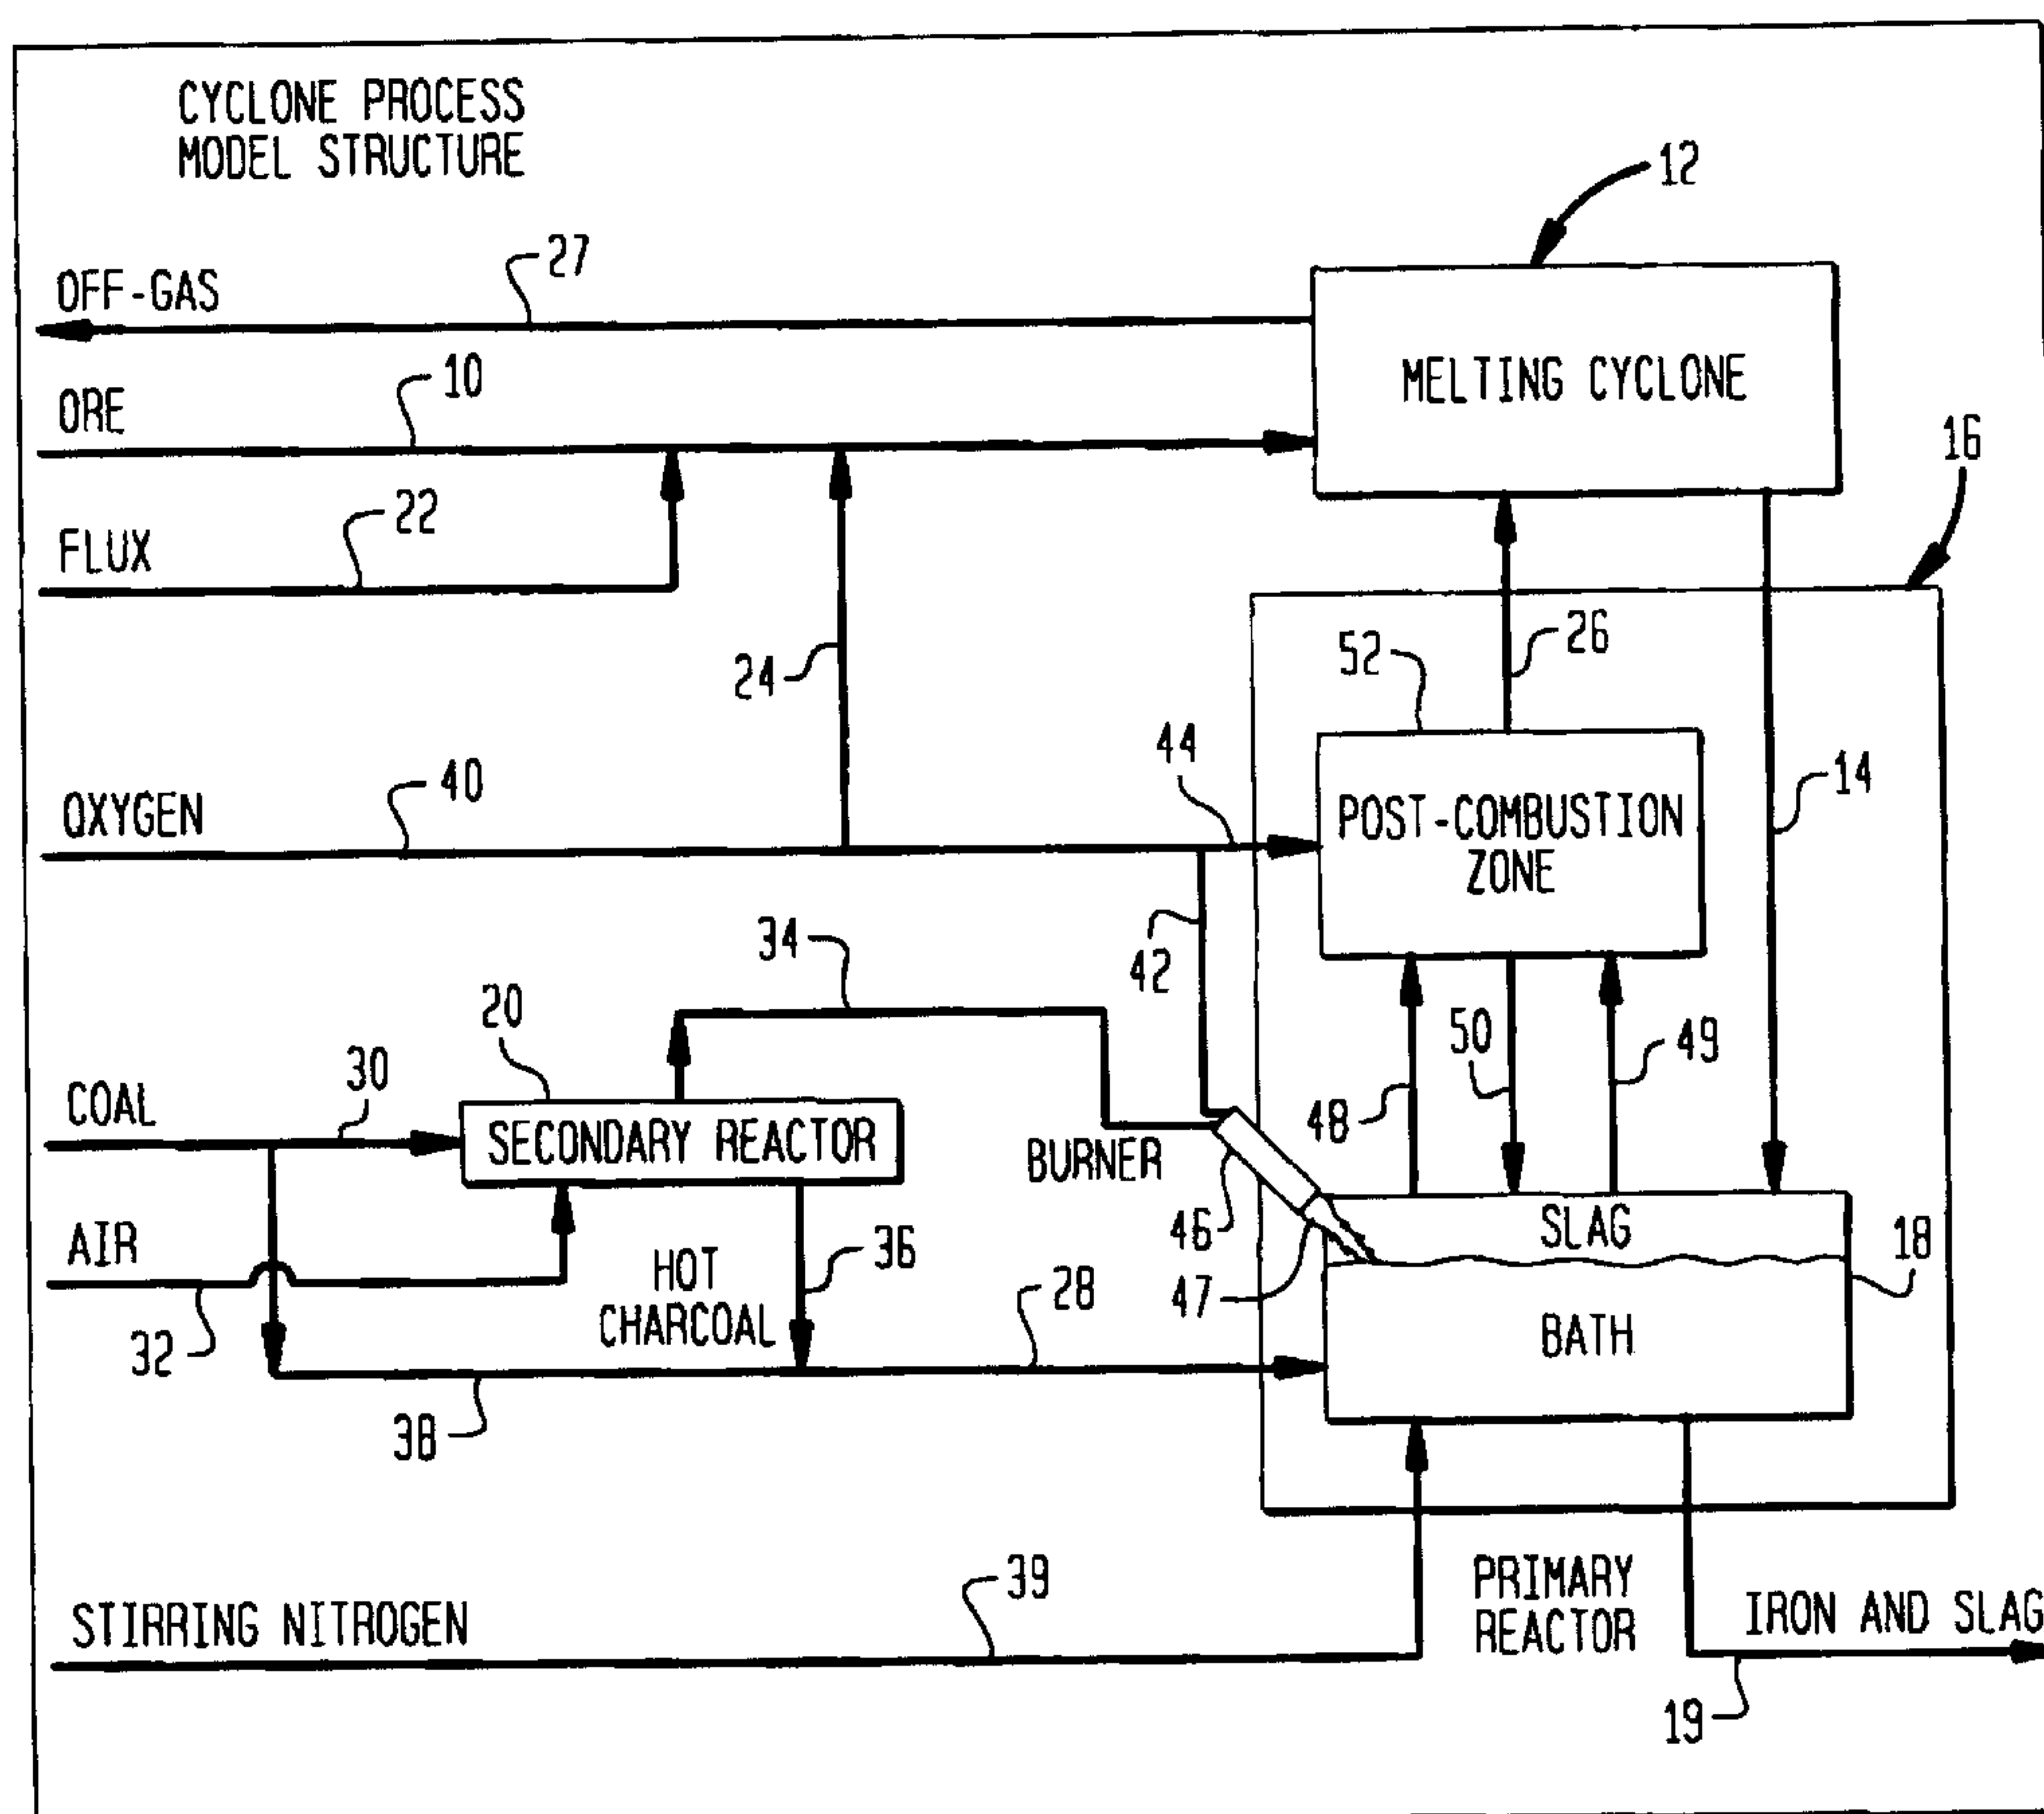 CYCLONE PROCESS
MODEL STRUCTURE
12
27
OFF-GAS
10
ORE
MELTING CYCLONE
16
22
FLUX
26
52
24
44
14
40
OXYGEN
POST-COMBUSTION
ZONE
34
42
20
50
49
30
COAL
48
SECONDARY REACTOR
BURNER
46
SLAG
18
AIR
36
HOT
CHARCOAL
28
47
BATH
32
38
39
PRIMARY
REACTOR
STIRRING NITROGEN
IRON AND SLAG
19